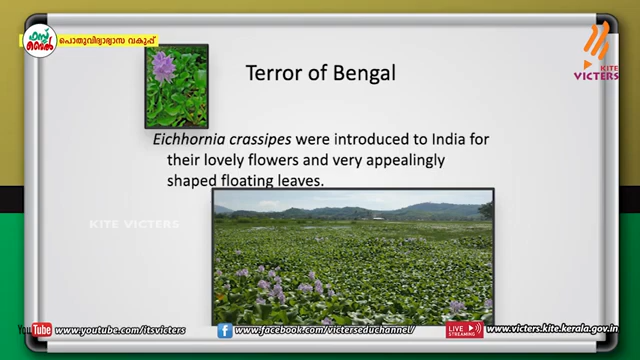 ഫസ്റ്റ് ബെൽ
പൊതുവിദ്യാഭ്യാസ വകുപ്പ്
KITE
VICTERS
Terror of Bengal
Eichhornia crassipes were introduced to India for
their lovely flowers and very appealingly
shaped floating leaves.
KITE VICTERS
YouTube www.youtube.com/itsvicters
www.facebook.com/victerseduchannel/
LIVE STREAMING www.victers.kite.kerala.gov.in